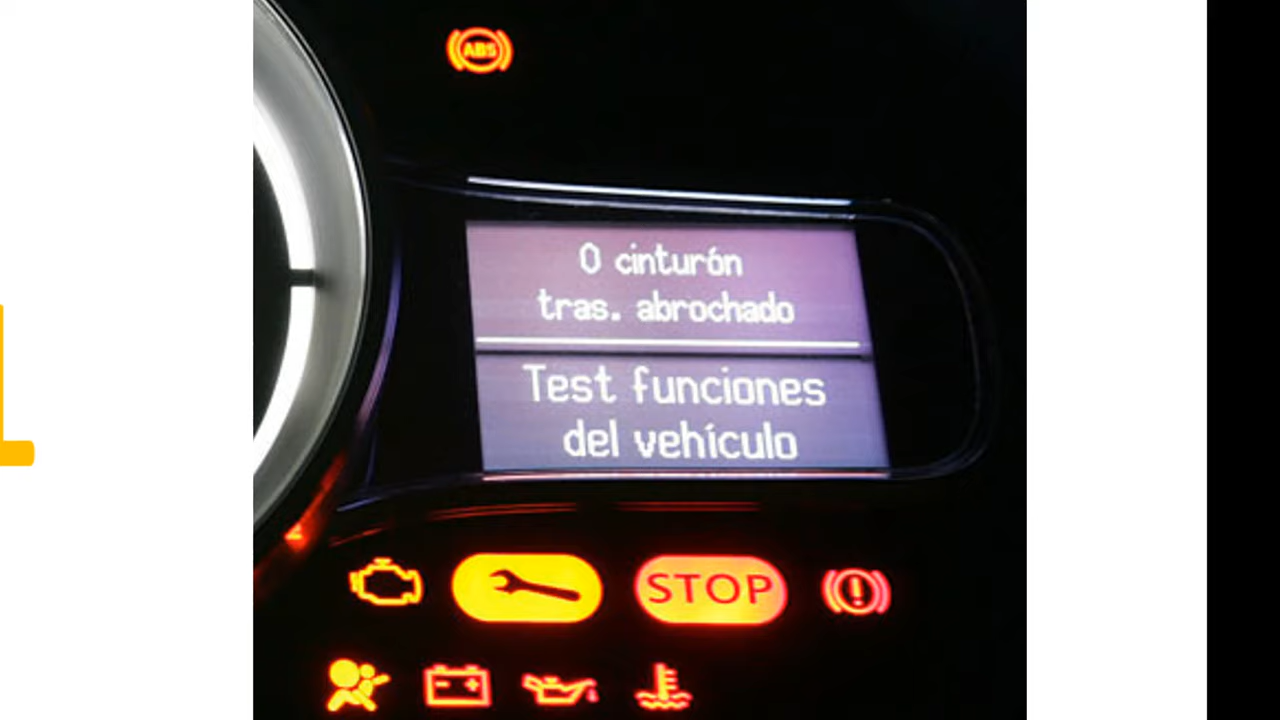 ABS
0 cinturón
tras. abrochado
Test funciones
del vehículo
STOP